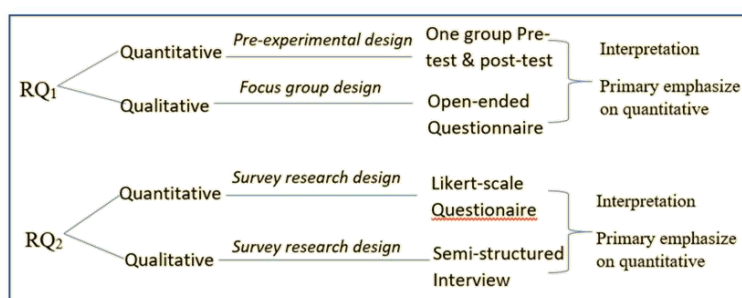 RQ1
Quantitative
Pre-experimental design
One group Pre-
test & post-test
Qualitative
Focus group design
Open-ended
Questionnaire
Interpretation
Primary emphasize
on quantitative
RQ2
Quantitative
Survey research design
Likert-scale
Questionaire
Qualitative
Survey research design
Semi-structured
Interview
Interpretation
Primary emphasize
on quantitative